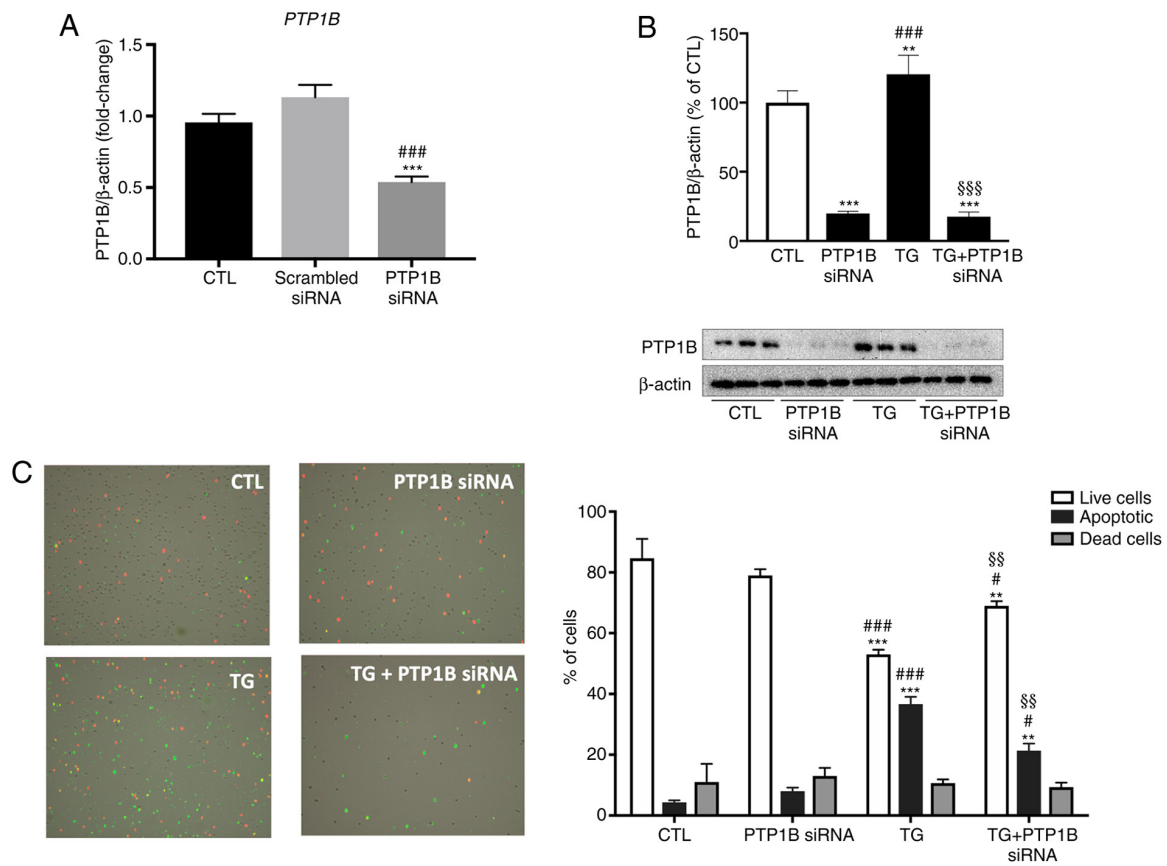 A
PTP1B
PTP1B/β-actin (fold-change)
1.5
1.0
0.5
0.0
###
***
CTL
Scrambled
siRNA
PTP1B
siRNA
B
PTP1B/β-actin (% of CTL)
150
100
50
0
***
###
**
§§§
***
CTL
PTP1B
siRNA
TG
TG+PTP1B
siRNA
PTP1B
β-actin
CTL
PTP1B
siRNA
TG
TG+PTP1B
siRNA
C
CTL
PTP1B siRNA
TG
TG + PTP1B siRNA
Live cells
Apoptotic
Dead cells
% of cells
100
80
60
40
20
0
###
***
###
***
§§
#
**
§§
#
**
CTL
PTP1B siRNA
TG
TG+PTP1B
siRNA